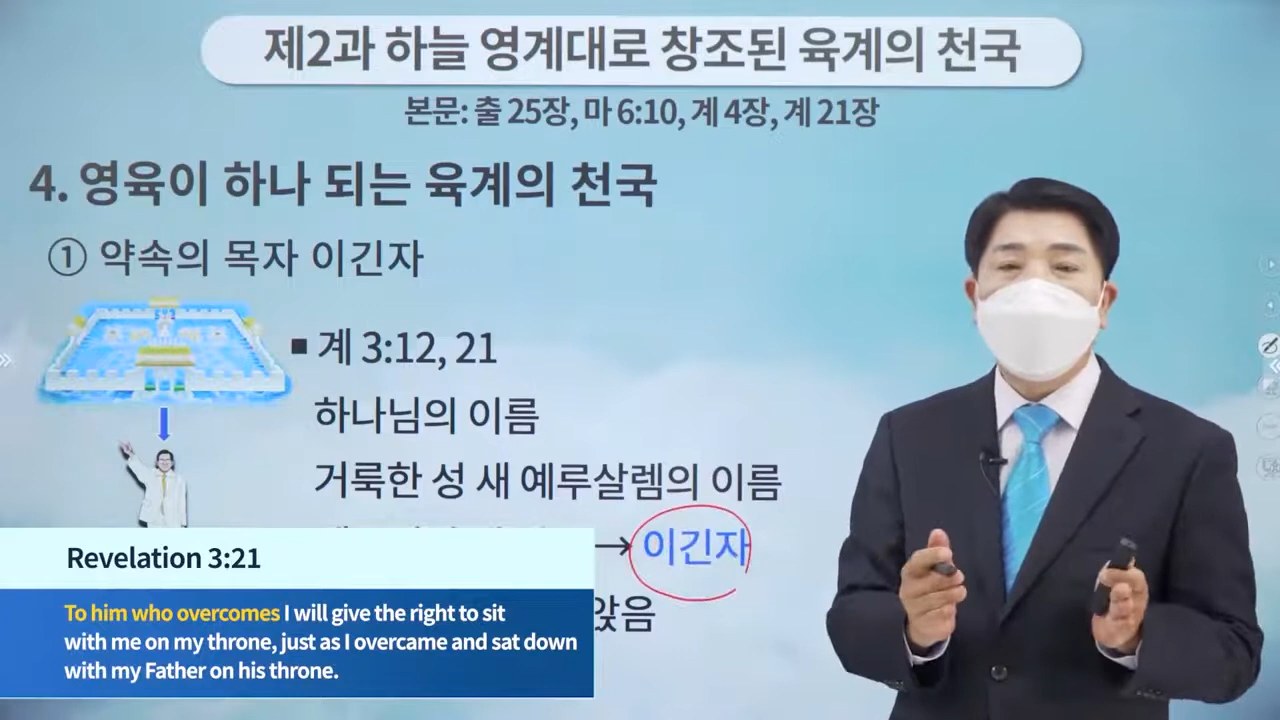 제2과 하늘 영계대로 창조된 육계의 천국
본문: 출 25장, 마 6:10, 계 4장, 계 21장
4. 영육이 하나 되는 육계의 천국
① 약속의 목자 이긴자
■ 계 3:12, 21
하나님의 이름
거룩한 성 새 예루살렘의 이름
→ 이긴자
앉음
Revelation 3:21
To him who overcomes I will give the right to sit
with me on my throne, just as I overcame and sat down
with my Father on his throne.